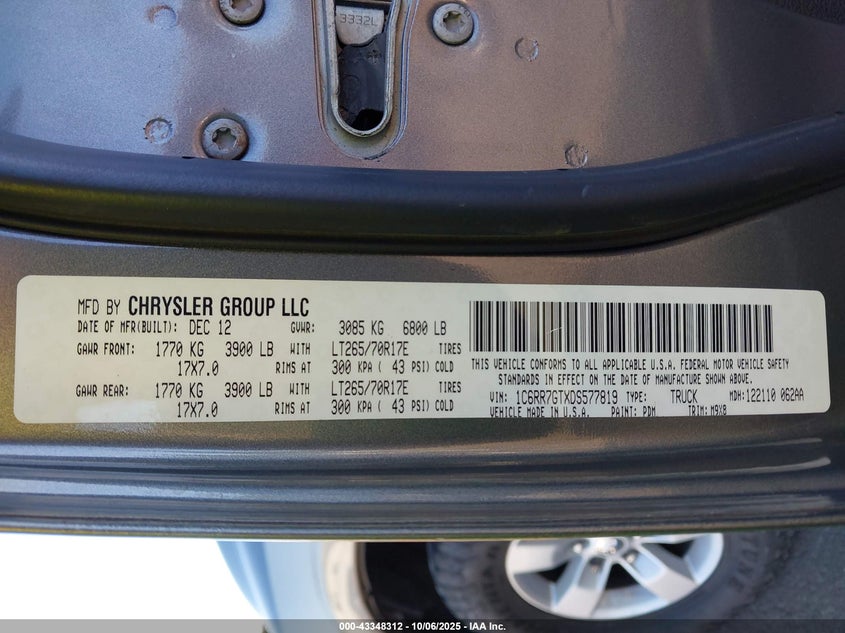 3332L
MFD BY CHRYSLER GROUP LLC
DATE OF MFR(BUILT): DEC 12 GVWR: 3085 KG 6800 LB
GAWR FRONT: 1770 KG 3900 LB WITH LT265/70R17E TIRES
17X7.0 RIMS AT 300 KPA ( 43 PSI) COLD
GAWR REAR: 1770 KG 3900 LB WITH LT265/70R17E TIRES
17X7.0 RIMS AT 300 KPA ( 43 PSI) COLD
THIS VEHICLE CONFORMS TO ALL APPLICABLE U.S.A. FEDERAL MOTOR VEHICLE SAFETY
STANDARDS IN EFFECT ON THE DATE OF MANUFACTURE SHOWN ABOVE.
VIN: 1C6RR7GTXDS577819 TYPE: TRUCK MDH: 122110 062AA
VEHICLE MADE IN U.S.A. PAINT: PDM TRIM: M9X8
000-43348312 - 10/06/2025 - IAA Inc.